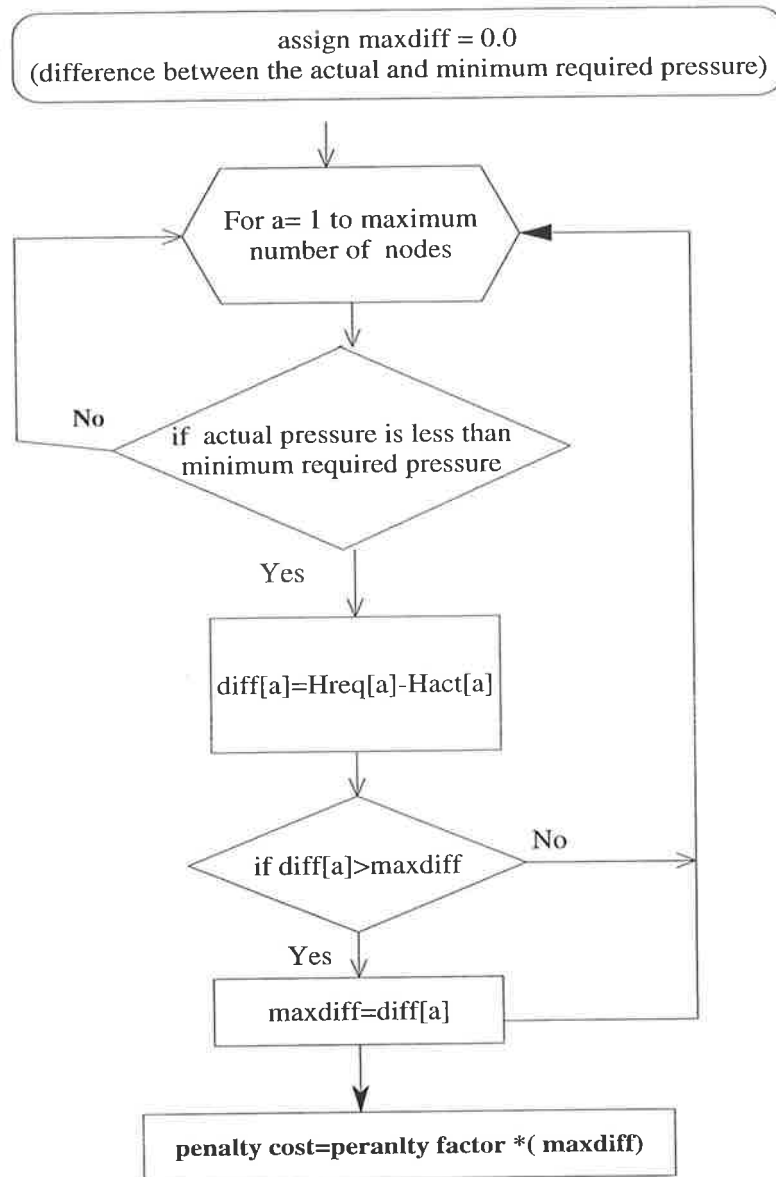 assign maxdiff = 0.0
(difference between the actual and minimum required pressure)
For a= 1 to maximum
number of nodes
No
if actual pressure is less than
minimum required pressure
Yes
diff[a]=Hreq[a]-Hact[a]
if diff[a]>maxdiff
No
Yes
maxdiff=diff[a]
penalty cost=peranlty factor *( maxdiff)